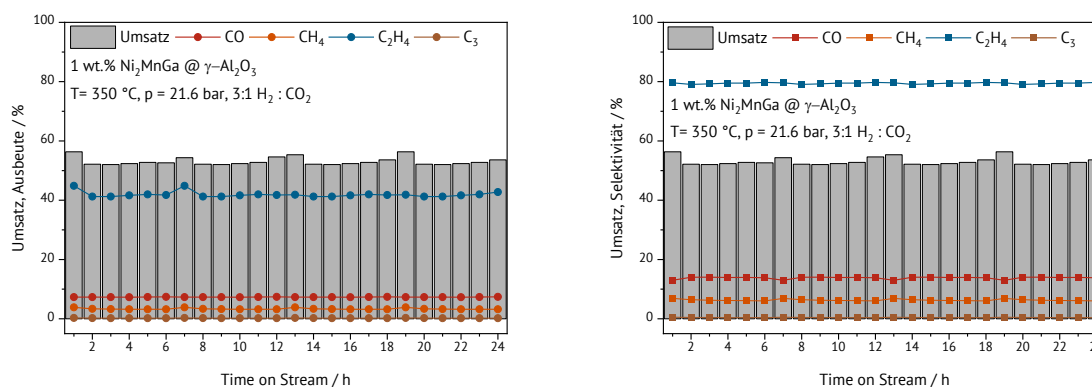 Umsatz, Ausbeute / %
100
80
60
40
20
0
Umsatz CO CH₄ C₂H₄ C₃
1 wt.% Ni₂MnGa @ γ–Al₂O₃
T= 350 °C, p = 21.6 bar, 3:1 H₂ : CO₂
2 4 6 8 10 12 14 16 18 20 22 24
Time on Stream / h
Umsatz, Selektivität / %
100
80
60
40
20
0
Umsatz CO CH₄ C₂H₄ C₃
1 wt.% Ni₂MnGa @ γ–Al₂O₃
T= 350 °C, p = 21.6 bar, 3:1 H₂ : CO₂
2 4 6 8 10 12 14 16 18 20 22 24
Time on Stream / h